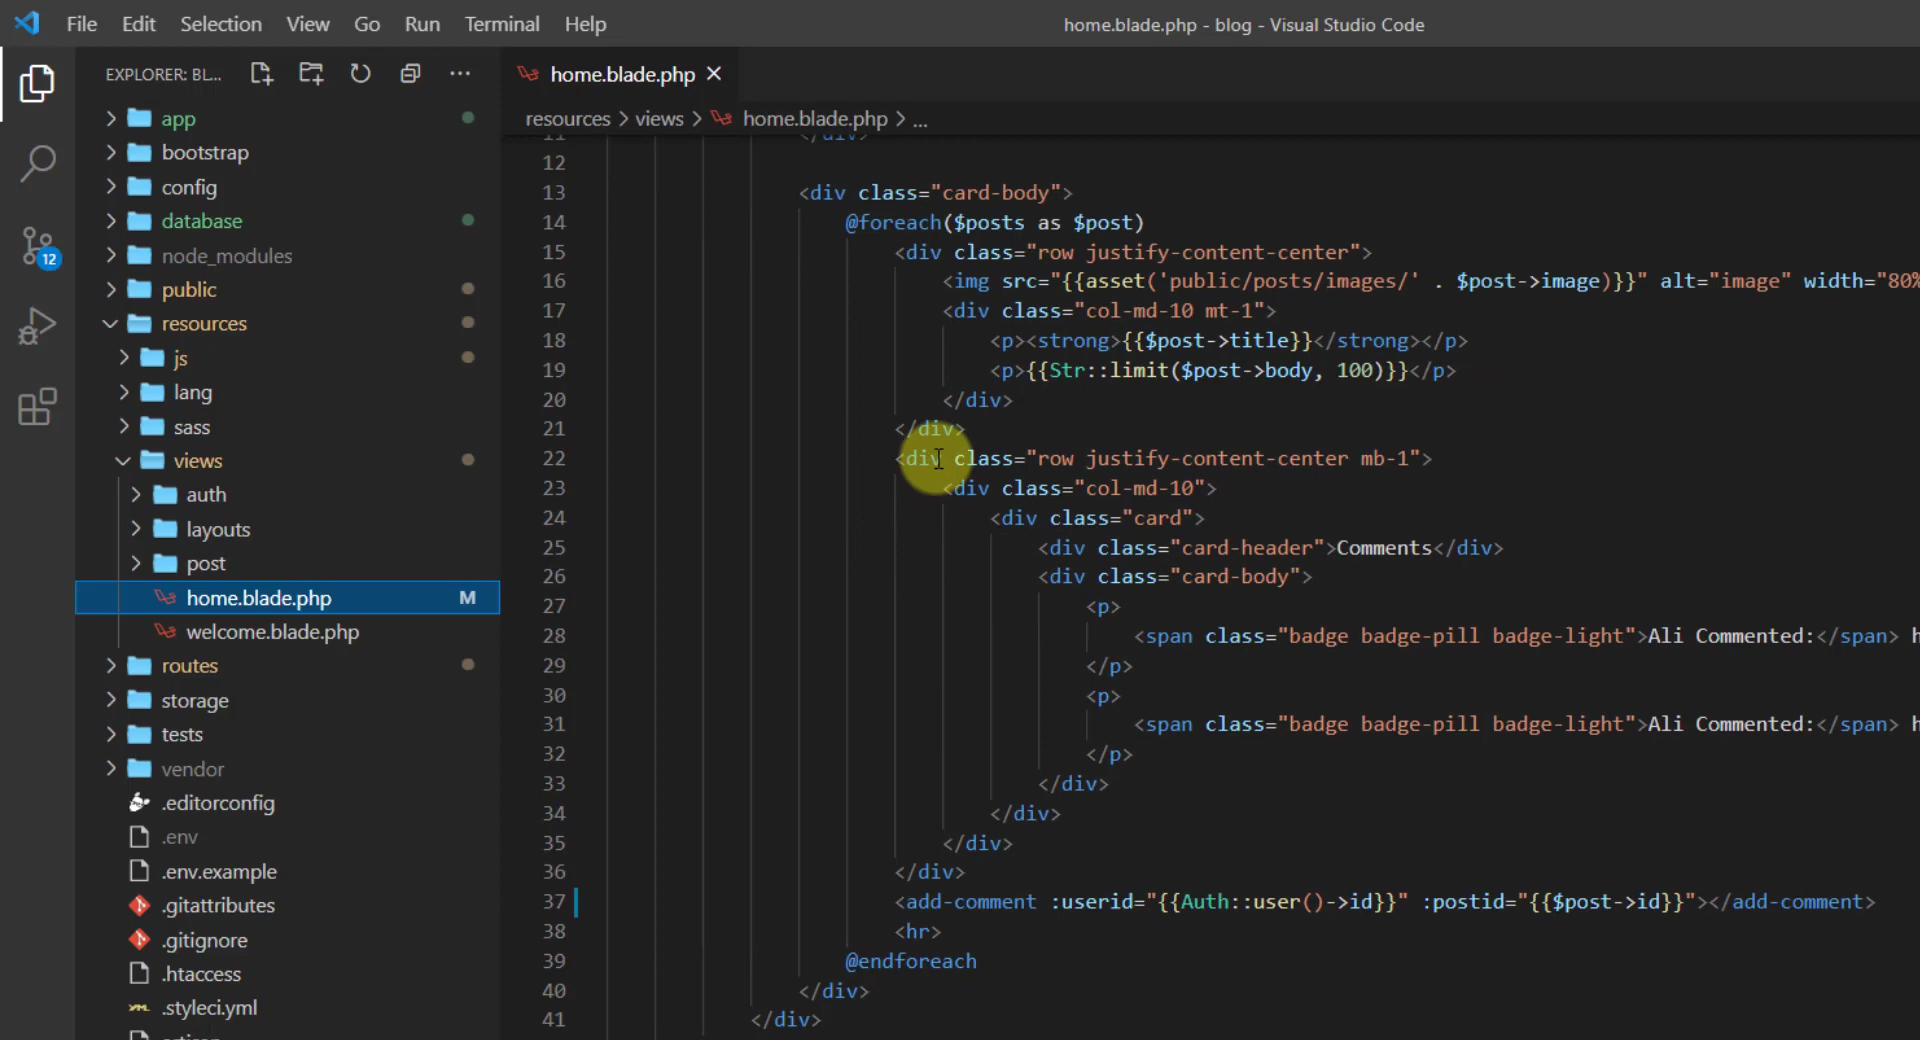 File Edit Selection View Go Run Terminal Help
home.blade.php - blog - Visual Studio Code
EXPLORER: BL... ...
app
bootstrap
config
database
12
node_modules
public
resources
js
lang
sass
views
auth
layouts
post
home.blade.php M
welcome.blade.php
routes
storage
tests
vendor
.editorconfig
.env
.env.example
.gitattributes
.gitignore
.htaccess
.styleci.yml
home.blade.php
resources > views > home.blade.php > ...
11 </div>
12
13 <div class="card-body">
14 @foreach($posts as $post)
15 <div class="row justify-content-center">
16 <img src="{{asset('public/posts/images/' . $post->image)}}" alt="image" width="80%
17 <div class="col-md-10 mt-1">
18 <p><strong>{{$post->title}}</strong></p>
19 <p>{{Str::limit($post->body, 100)}}</p>
20 </div>
21 </div>
22 <div class="row justify-content-center mb-1">
23 <div class="col-md-10">
24 <div class="card">
25 <div class="card-header">Comments</div>
26 <div class="card-body">
27 <p>
28 <span class="badge badge-pill badge-light">Ali Commented:</span> h
29 </p>
30 <p>
31 <span class="badge badge-pill badge-light">Ali Commented:</span> h
32 </p>
33 </div>
34 </div>
35 </div>
36 </div>
37 <add-comment :userid="{{Auth::user()->id}}" :postid="{{$post->id}}"></add-comment>
38 <hr>
39 @endforeach
40 </div>
41 </div>